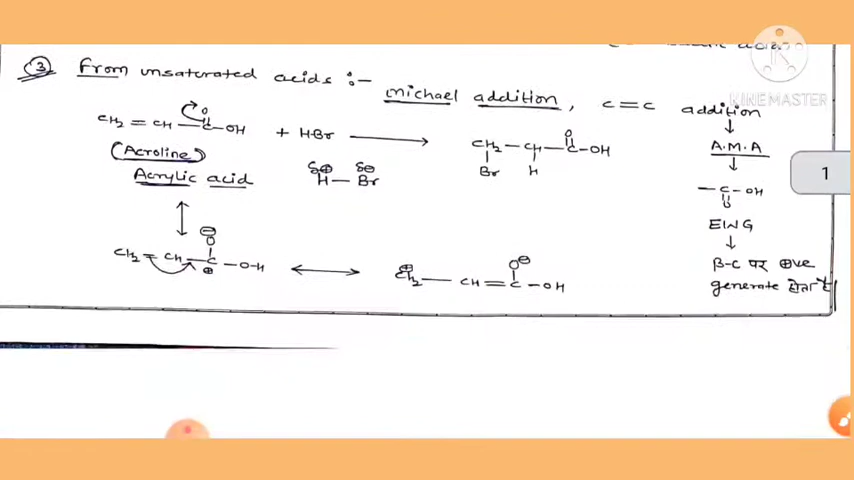 ③ From unsaturated acids :-
michael addition, C=C addition
KINEMASTER
CH₂=CH-C-OH + HBr → CH₂-CH-C-OH
O O
Br H
A.M.A
(Acroline)
Acrylic acid
δ⊕ δ⊖
H-Br
-C-OH
O
EWG
β-C पर ⊕ve
generate होता है
⊖
O
CH₂=CH-C-O-H
⊕
⊕ O⊖
CH₂-CH=C-OH
1